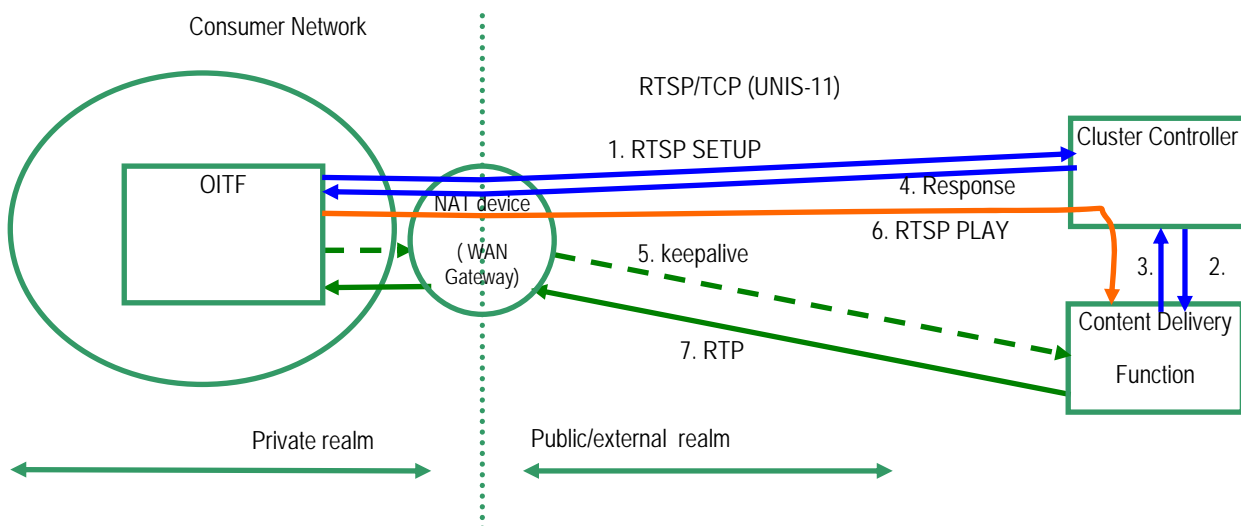 Consumer Network
RTSP/TCP (UNIS-11)
Cluster Controller
1. RTSP SETUP
OITF
4. Response
NAT device
6. RTSP PLAY
( WAN
Gateway)
5. keepalive
3.
2.
Content Delivery
Function
7. RTP
Private realm
Public/external realm